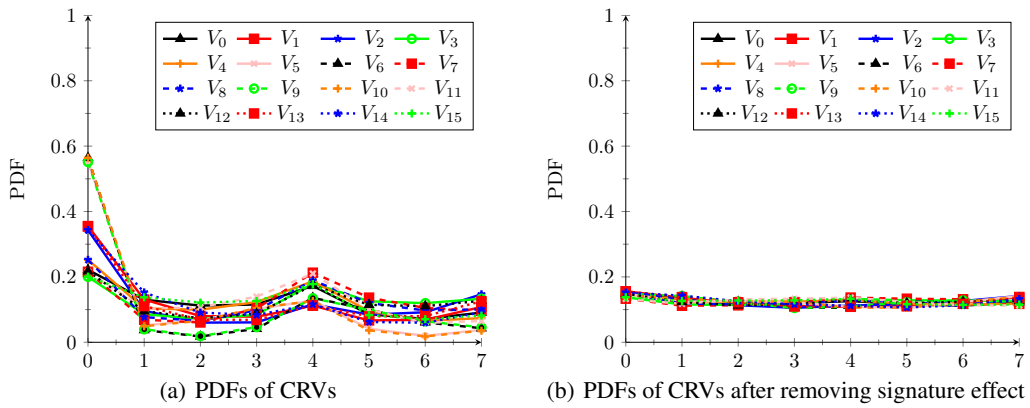 1
0.8
0.6
0.4
0.2
0
PDF
V0 V1 V2 V3
V4 V5 V6 V7
V8 V9 V10 V11
V12 V13 V14 V15
0 1 2 3 4 5 6 7
(a) PDFs of CRVs
1
0.8
0.6
0.4
0.2
0
PDF
V0 V1 V2 V3
V4 V5 V6 V7
V8 V9 V10 V11
V12 V13 V14 V15
0 1 2 3 4 5 6 7
(b) PDFs of CRVs after removing signature effect